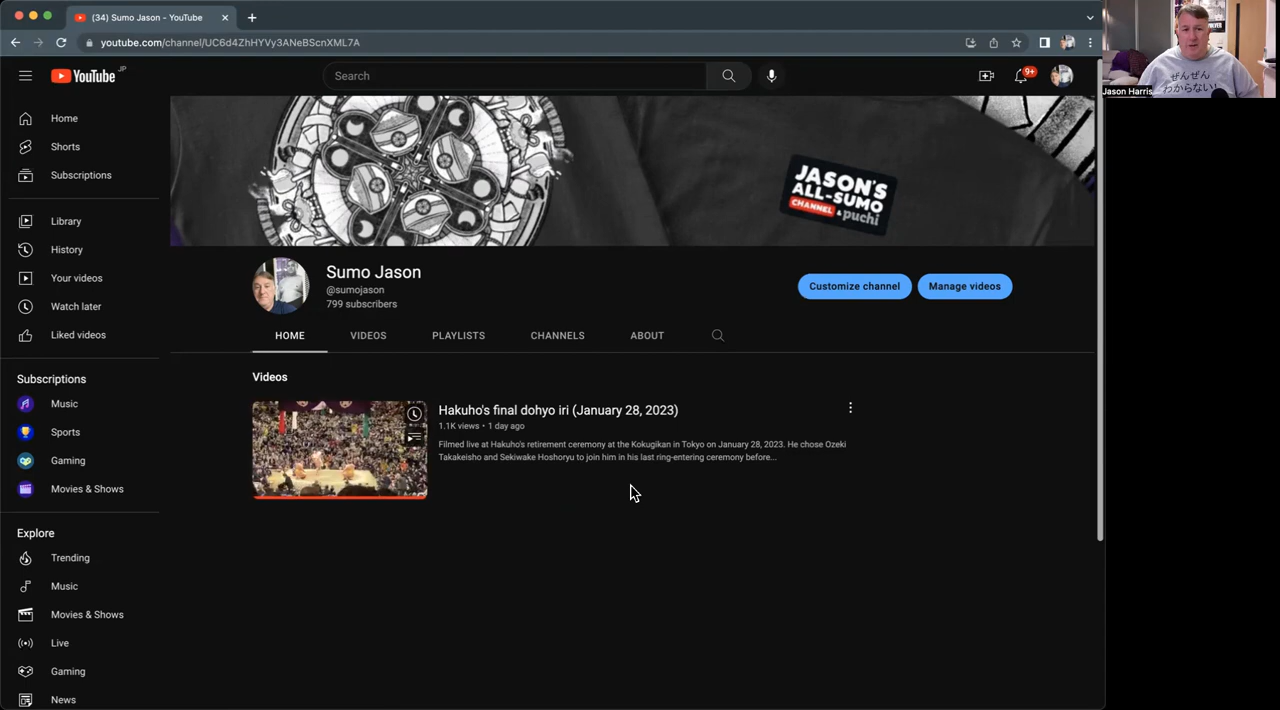 (34) Sumo Jason - YouTube
youtube.com/channel/UC6d4ZhHYVy3ANeBScnXML7A
YouTube JP
Search
9+
ぜんぜん
わからない!
Jason Harris
Home
Shorts
Subscriptions
Library
History
Your videos
Watch later
Liked videos
Subscriptions
Music
Sports
Gaming
Movies & Shows
Explore
Trending
Music
Movies & Shows
Live
Gaming
News
JASON'S
ALL-SUMO
CHANNEL & puchi
Sumo Jason
@sumojason
799 subscribers
Customize channel
Manage videos
HOME
VIDEOS
PLAYLISTS
CHANNELS
ABOUT
Videos
Hakuho's final dohyo iri (January 28, 2023)
1.1K views • 1 day ago
Filmed live at Hakuho's retirement ceremony at the Kokugikan in Tokyo on January 28, 2023. He chose Ozeki
Takakeisho and Sekiwake Hoshoryu to join him in his last ring-entering ceremony before...